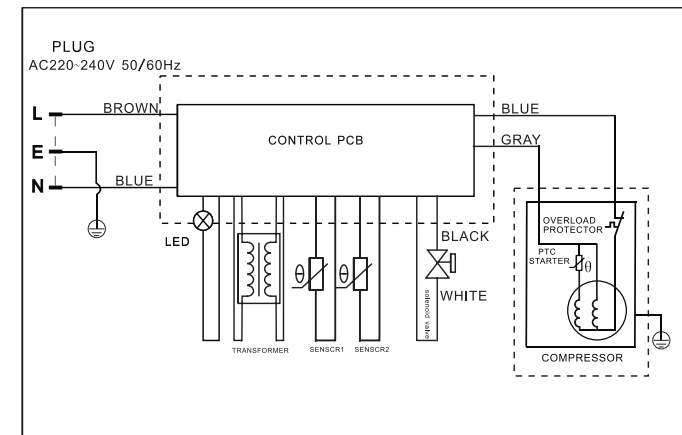 PLUG
AC220~240V 50/60Hz
L
BROWN
E
N
BLUE
CONTROL PCB
BLUE
GRAY
LED
BLACK
WHITE
solenoid valve
TRANSFORMER
SENSCR1
SENSCR2
OVERLOAD
PROTECTOR
PTC
STARTER
θ
θ
θ
COMPRESSOR